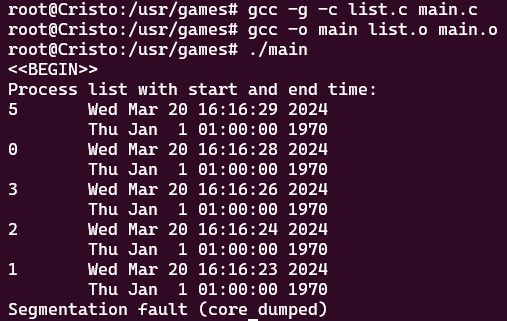 root@Cristo:/usr/games# gcc -g -c list.c main.c
root@Cristo:/usr/games# gcc -o main list.o main.o
root@Cristo:/usr/games# ./main
<<BEGIN>>
Process list with start and end time:
5       Wed Mar 20 16:16:29 2024
        Thu Jan  1 01:00:00 1970
0       Wed Mar 20 16:16:28 2024
        Thu Jan  1 01:00:00 1970
3       Wed Mar 20 16:16:26 2024
        Thu Jan  1 01:00:00 1970
2       Wed Mar 20 16:16:24 2024
        Thu Jan  1 01:00:00 1970
1       Wed Mar 20 16:16:23 2024
        Thu Jan  1 01:00:00 1970
Segmentation fault (core dumped)